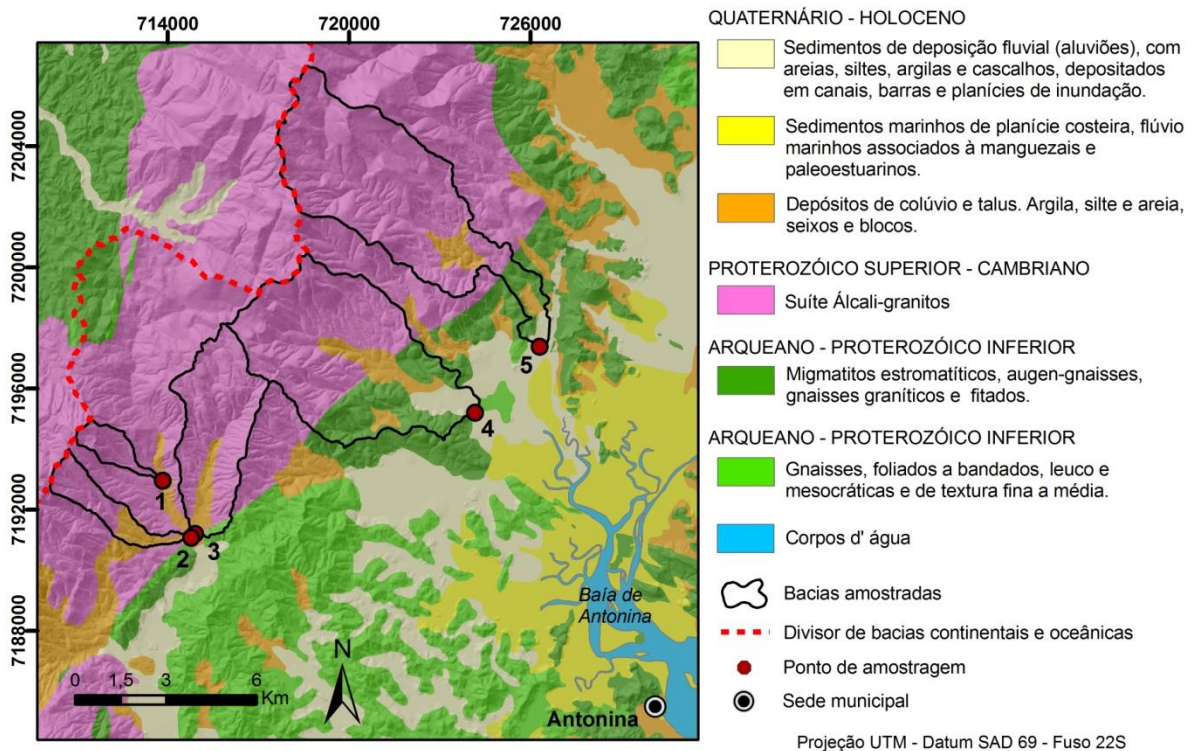 714000
720000
726000
7204000
7200000
7196000
7192000
7188000
1
2
3
4
5
Baía de
Antonina
N
0 1,5 3 6
Km
Antonina
QUATERNÁRIO - HOLOCENO
Sedimentos de deposição fluvial (aluviões), com
areias, siltes, argilas e cascalhos, depositados
em canais, barras e planícies de inundação.
Sedimentos marinhos de planície costeira, flúvio
marinhos associados à manguezais e
paleoestuarinos.
Depósitos de colúvio e talus. Argila, silte e areia,
seixos e blocos.
PROTEROZÓICO SUPERIOR - CAMBRIANO
Suíte Álcali-granitos
ARQUEANO - PROTEROZÓICO INFERIOR
Migmatitos estromatíticos, augen-gnaisses,
gnaisses graníticos e fitados.
ARQUEANO - PROTEROZÓICO INFERIOR
Gnaisses, foliados a bandados, leuco e
mesocráticas e de textura fina a média.
Corpos d' água
Bacias amostradas
Divisor de bacias continentais e oceânicas
Ponto de amostragem
Sede municipal
Projeção UTM - Datum SAD 69 - Fuso 22S